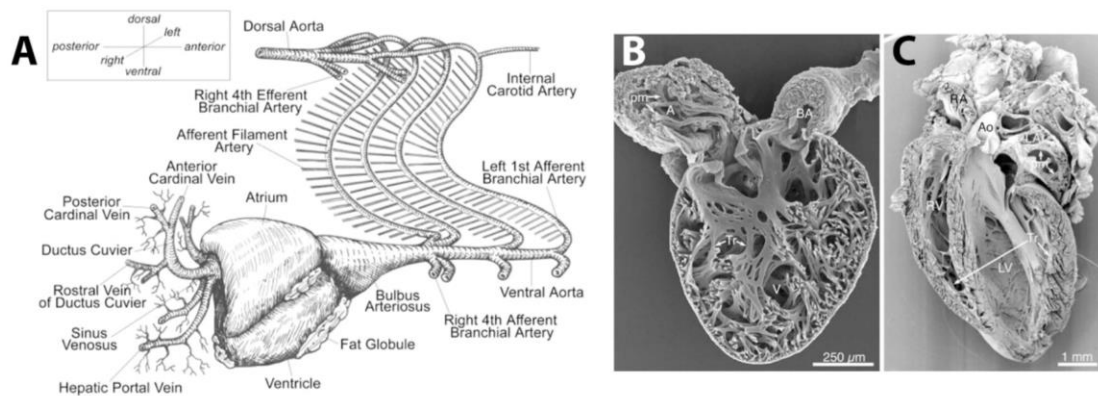 A
dorsal
left
posterior
anterior
right
ventral
Dorsal Aorta
Internal
Carotid Artery
Right 4th Efferent
Branchial Artery
Afferent Filament
Artery
Anterior
Cardinal Vein
Left 1st Afferent
Branchial Artery
Posterior
Cardinal Vein
Atrium
Ductus Cuvier
Rostral Vein
of Ductus Cuvier
Bulbus
Arteriosus
Ventral Aorta
Sinus
Venosus
Right 4th Afferent
Branchial Artery
Fat Globule
Hepatic Portal Vein
Ventricle
B
pm
A
BA
Tr
V
250 µm
C
RA
Ao
LA
RV
Tr
LV
1 mm